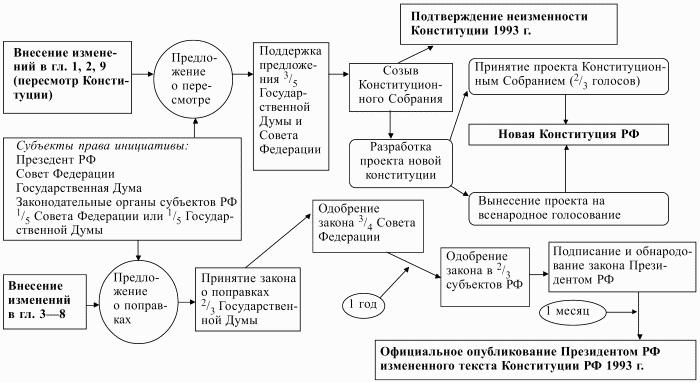 Внесение измене-
ний в гл. 1, 2, 9
(пересмотр Консти-
туции)
Предло-
жение
о пере-
смотре
Поддержка
предложе-
ния 3/5
Государ-
ственной
Думы и
Совета
Федерации
Созыв
Конституцион-
ного Собрания
Подтверждение неизменности
Конституции 1993 г.
Принятие проекта Конституцион-
ным Собранием (2/3 голосов)
Новая Конституция РФ
Разработка
проекта новой
конституции
Вынесение проекта на
всенародное голосование
Субъекты права инициативы:
Презедент РФ
Совет Федерации
Государственная Дума
Законодательные органы субъектов РФ
1/5 Совета Федерации или 1/5 Государ-
ственной Думы
Внесение
изменений
в гл. 3—8
Предло-
жение
о поправ-
ках
Принятие закона
о поправках
2/3 Государствен-
ной Думы
Одобрение
закона 3/4 Совета
Федерации
1 год
Одобрение
закона в 2/3
субъектов РФ
Подписание и обнаро-
дование закона Прези-
дентом РФ
1 месяц
Официальное опубликование Президентом РФ
измененного текста Конституции РФ 1993 г.